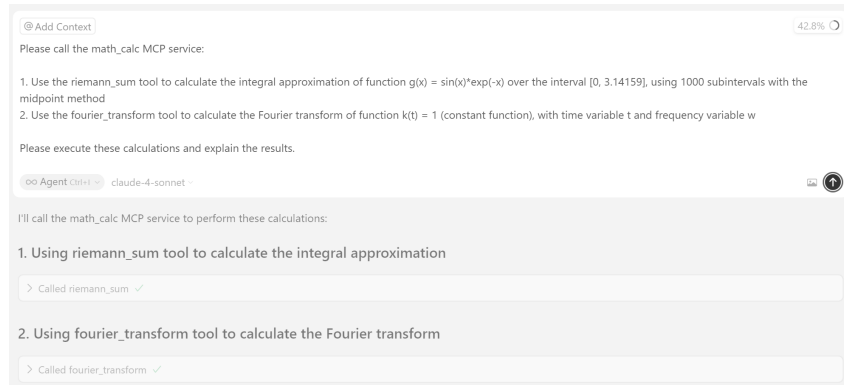 @ Add Context
42.8%
Please call the math_calc MCP service:
1. Use the riemann_sum tool to calculate the integral approximation of function g(x) = sin(x)*exp(-x) over the interval [0, 3.14159], using 1000 subintervals with the
midpoint method
2. Use the fourier_transform tool to calculate the Fourier transform of function k(t) = 1 (constant function), with time variable t and frequency variable w
Please execute these calculations and explain the results.
Agent Ctrl+I claude-4-sonnet
I'll call the math_calc MCP service to perform these calculations:
1. Using riemann_sum tool to calculate the integral approximation
Called riemann_sum
2. Using fourier_transform tool to calculate the Fourier transform
Called fourier_transform